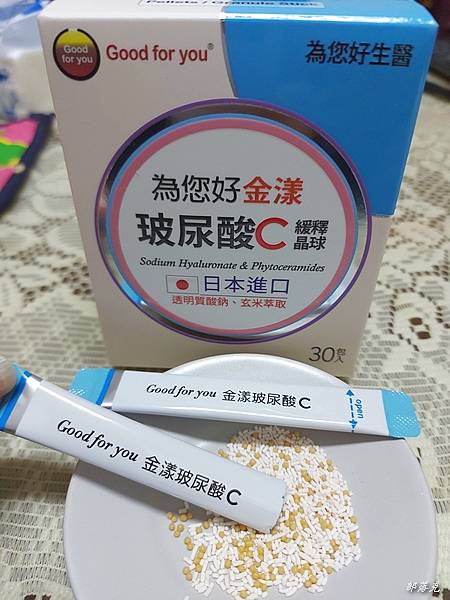 Pellets / Granule Stick
Good
for you
Good for you®
為您好生醫
為您好金漾
玻尿酸C 緩釋晶球
Sodium Hyaluronate & Phytoceramides
日本進口
透明質酸鈉、玄米萃取
30包入
Good for you 金漾玻尿酸C
open
Good for you 金漾玻尿酸C